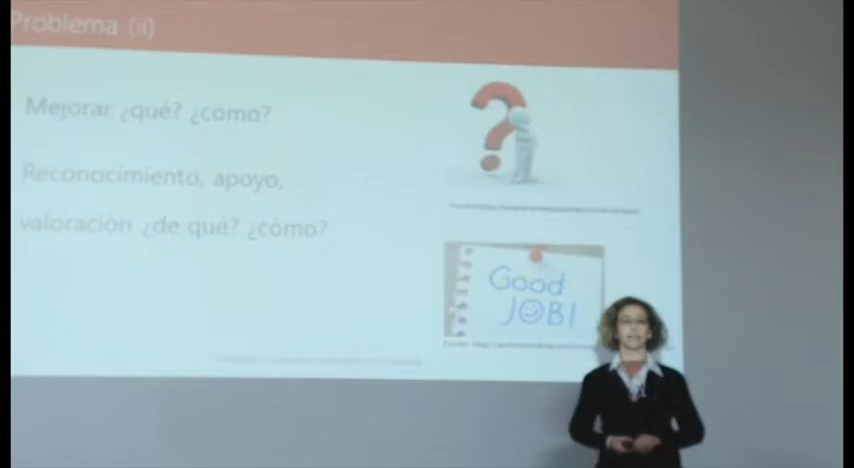 Problema (ii)
Mejorar ¿qué? ¿cómo?
Reconocimiento, apoyo,
valoración ¿de qué? ¿cómo?
Good
JOB!